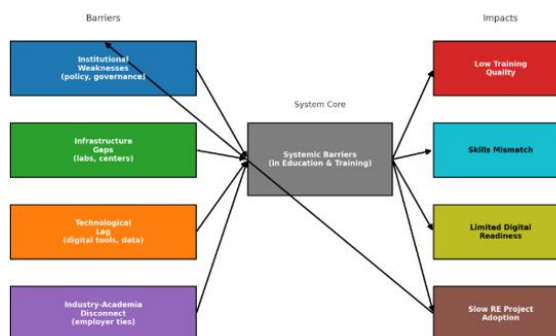 Barriers
Impacts
System Core
Institutional
Weaknesses
(policy, governance)
Infrastructure
Gaps
(labs, centers)
Technological
Lag
(digital tools, data)
Industry-Academia
Disconnect
(employer ties)
Systemic Barriers
(in Education & Training)
Low Training
Quality
Skills Mismatch
Limited Digital
Readiness
Slow RE Project
Adoption